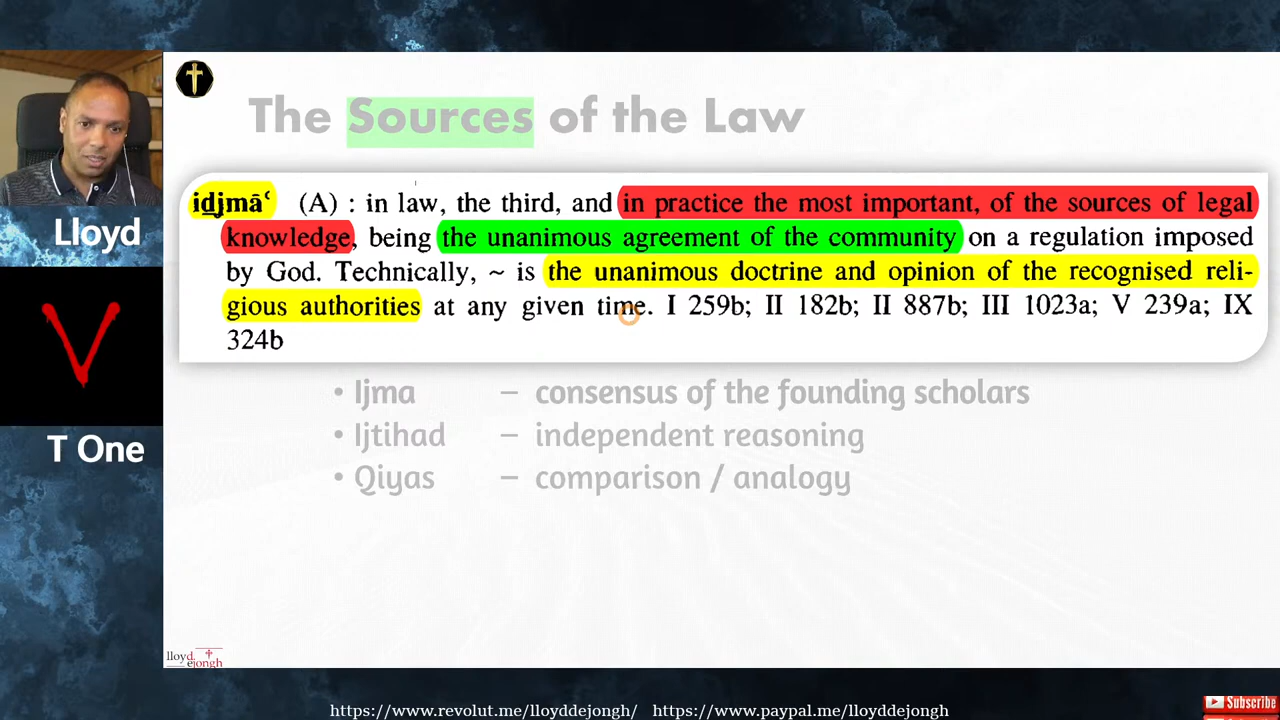 The Sources of the Law
idjmāʿ (A) : in law, the third, and in practice the most important, of the sources of legal
knowledge, being the unanimous agreement of the community on a regulation imposed
by God. Technically, ~ is the unanimous doctrine and opinion of the recognised reli-
gious authorities at any given time. I 259b; II 182b; II 887b; III 1023a; V 239a; IX
324b
• Ijma – consensus of the founding scholars
• Ijtihad – independent reasoning
• Qiyas – comparison / analogy
Lloyd
V
T One
lloyd
ejongh
https://www.revolut.me/lloyddejongh/ https://www.paypal.me/lloyddejongh
Subscribe